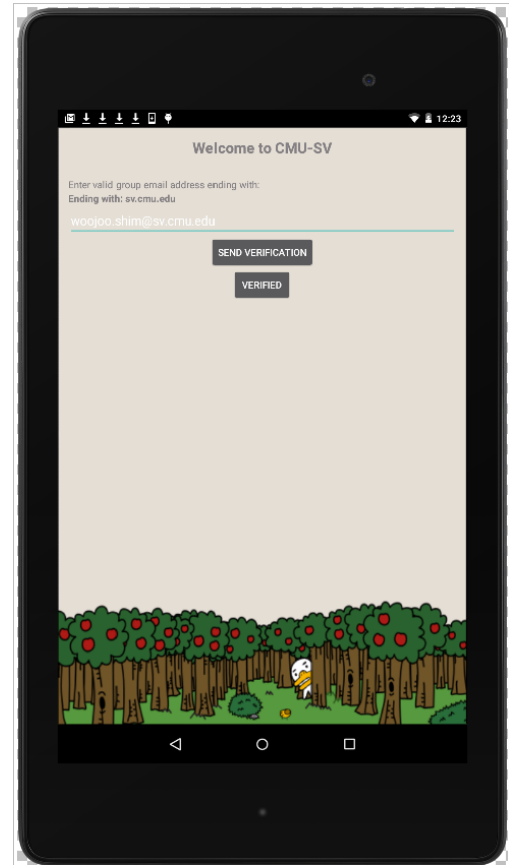 12:23
Welcome to CMU-SV
Enter valid group email address ending with:
Ending with: sv.cmu.edu
woojoo.shim@sv.cmu.edu
SEND VERIFICATION
VERIFIED